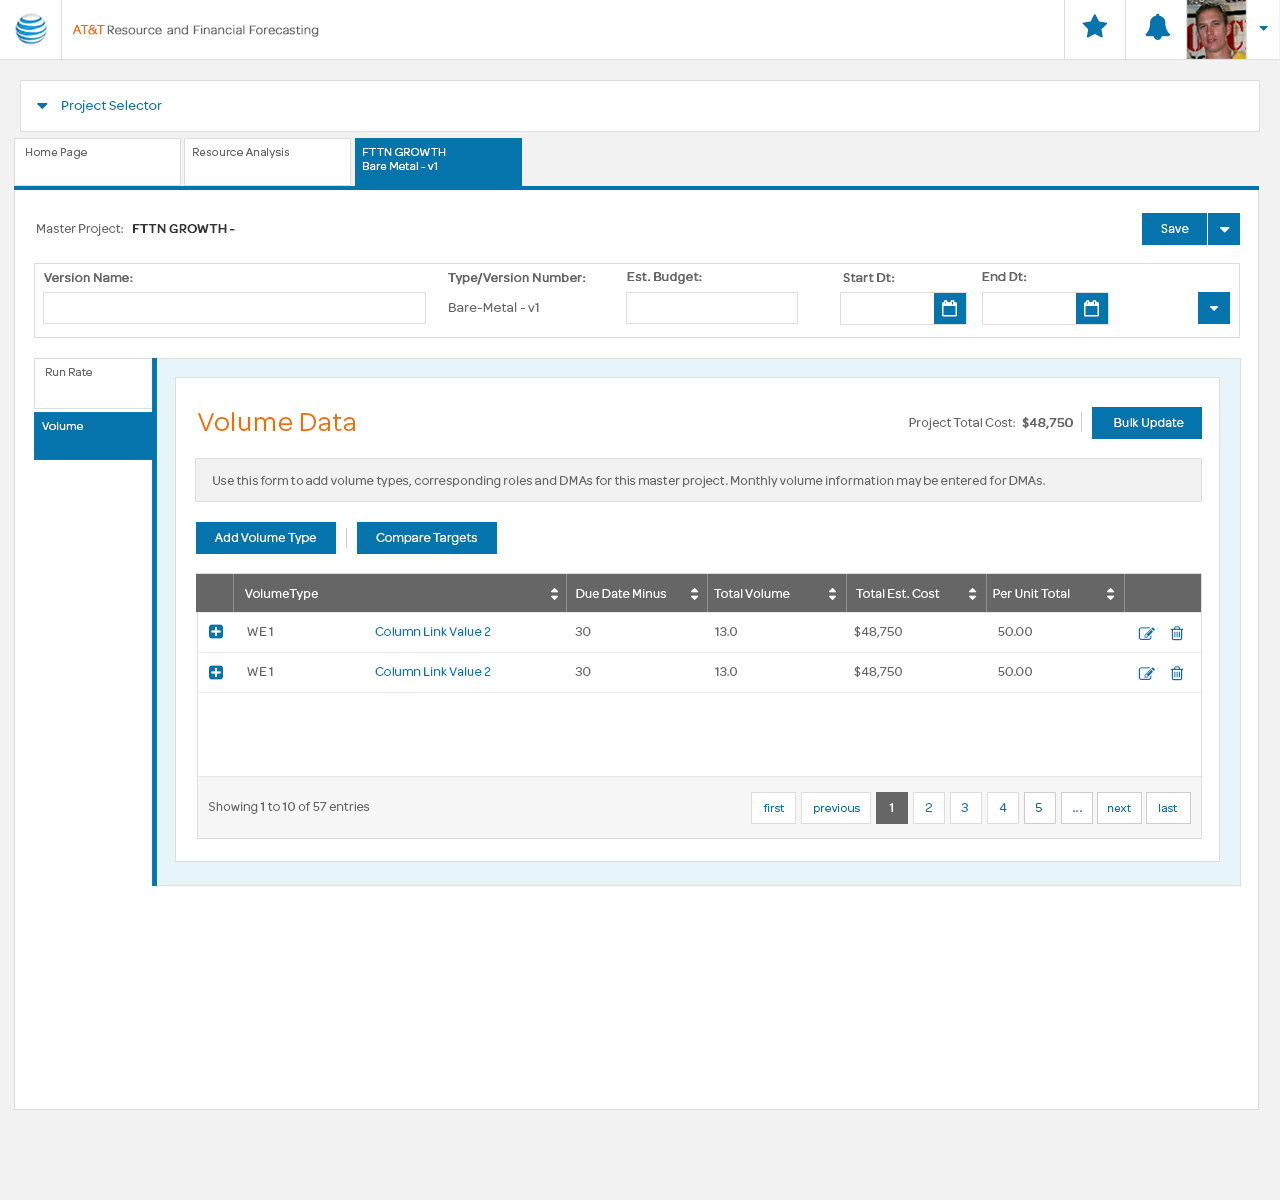 AT&T Resource and Financial Forecasting
Project Selector
Home Page
Resource Analysis
FTTN GROWTH
Bare Metal - v1
Master Project: FTTN GROWTH -
Save
Version Name:
Type/Version Number:
Est. Budget:
Start Dt:
End Dt:
Bare-Metal - v1
Run Rate
Volume
Volume Data
Project Total Cost: $48,750
Bulk Update
Use this form to add volume types, corresponding roles and DMAs for this master project. Monthly volume information may be entered for DMAs.
Add Volume Type
Compare Targets
VolumeType Due Date Minus Total Volume Total Est. Cost Per Unit Total
WE 1 Column Link Value 2 30 13.0 $48,750 50.00
WE 1 Column Link Value 2 30 13.0 $48,750 50.00
Showing 1 to 10 of 57 entries
first previous 1 2 3 4 5 ... next last